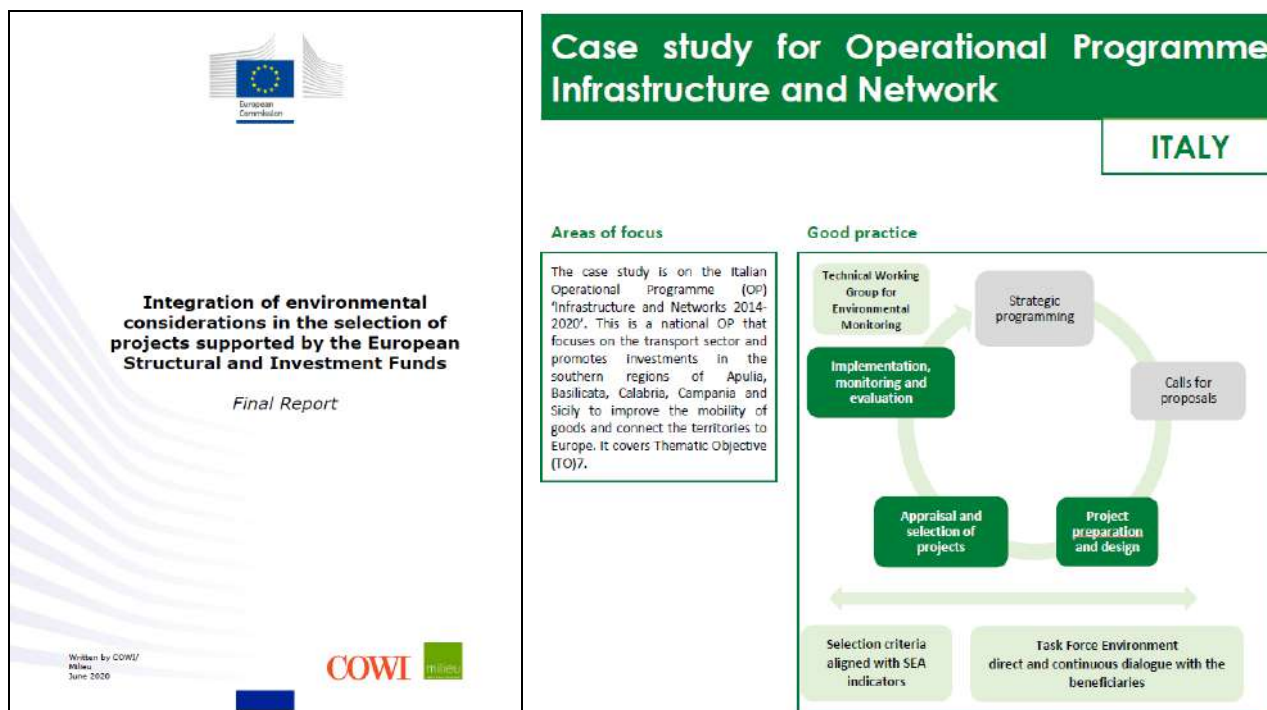 European
Commission
Integration of environmental
considerations in the selection of
projects supported by the European
Structural and Investment Funds
Final Report
Written by COWI/
Milieu
June 2020
COWI
milieu
Case study for Operational Programme
Infrastructure and Network
ITALY
Areas of focus
The case study is on the Italian
Operational Programme (OP)
'Infrastructure and Networks 2014-
2020'. This is a national OP that
focuses on the transport sector and
promotes investments in the
southern regions of Apulia,
Basilicata, Calabria, Campania and
Sicily to improve the mobility of
goods and connect the territories to
Europe. It covers Thematic Objective
(TO)7.
Good practice
Technical Working
Group for
Environmental
Monitoring
Strategic
programming
Implementation,
monitoring and
evaluation
Calls for
proposals
Appraisal and
selection of
projects
Project
preparation
and design
Selection criteria
aligned with SEA
indicators
Task Force Environment
direct and continuous dialogue with the
beneficiaries